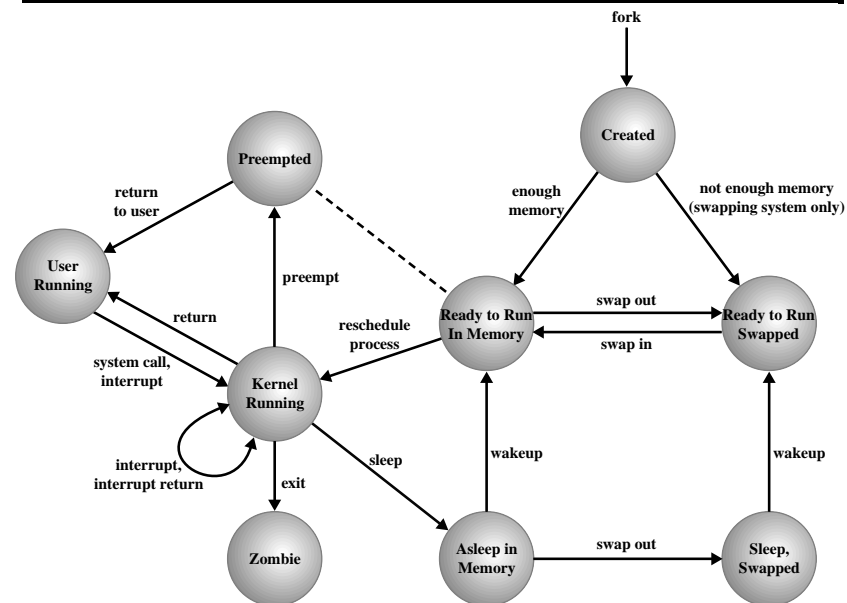 fork
Created
Preempted
enough
memory
not enough memory
(swapping system only)
return
to user
User
Running
preempt
return
Ready to Run
In Memory
swap out
swap in
Ready to Run
Swapped
reschedule
process
system call,
interrupt
Kernel
Running
interrupt,
interrupt return
sleep
wakeup
wakeup
exit
Zombie
Asleep in
Memory
swap out
Sleep,
Swapped